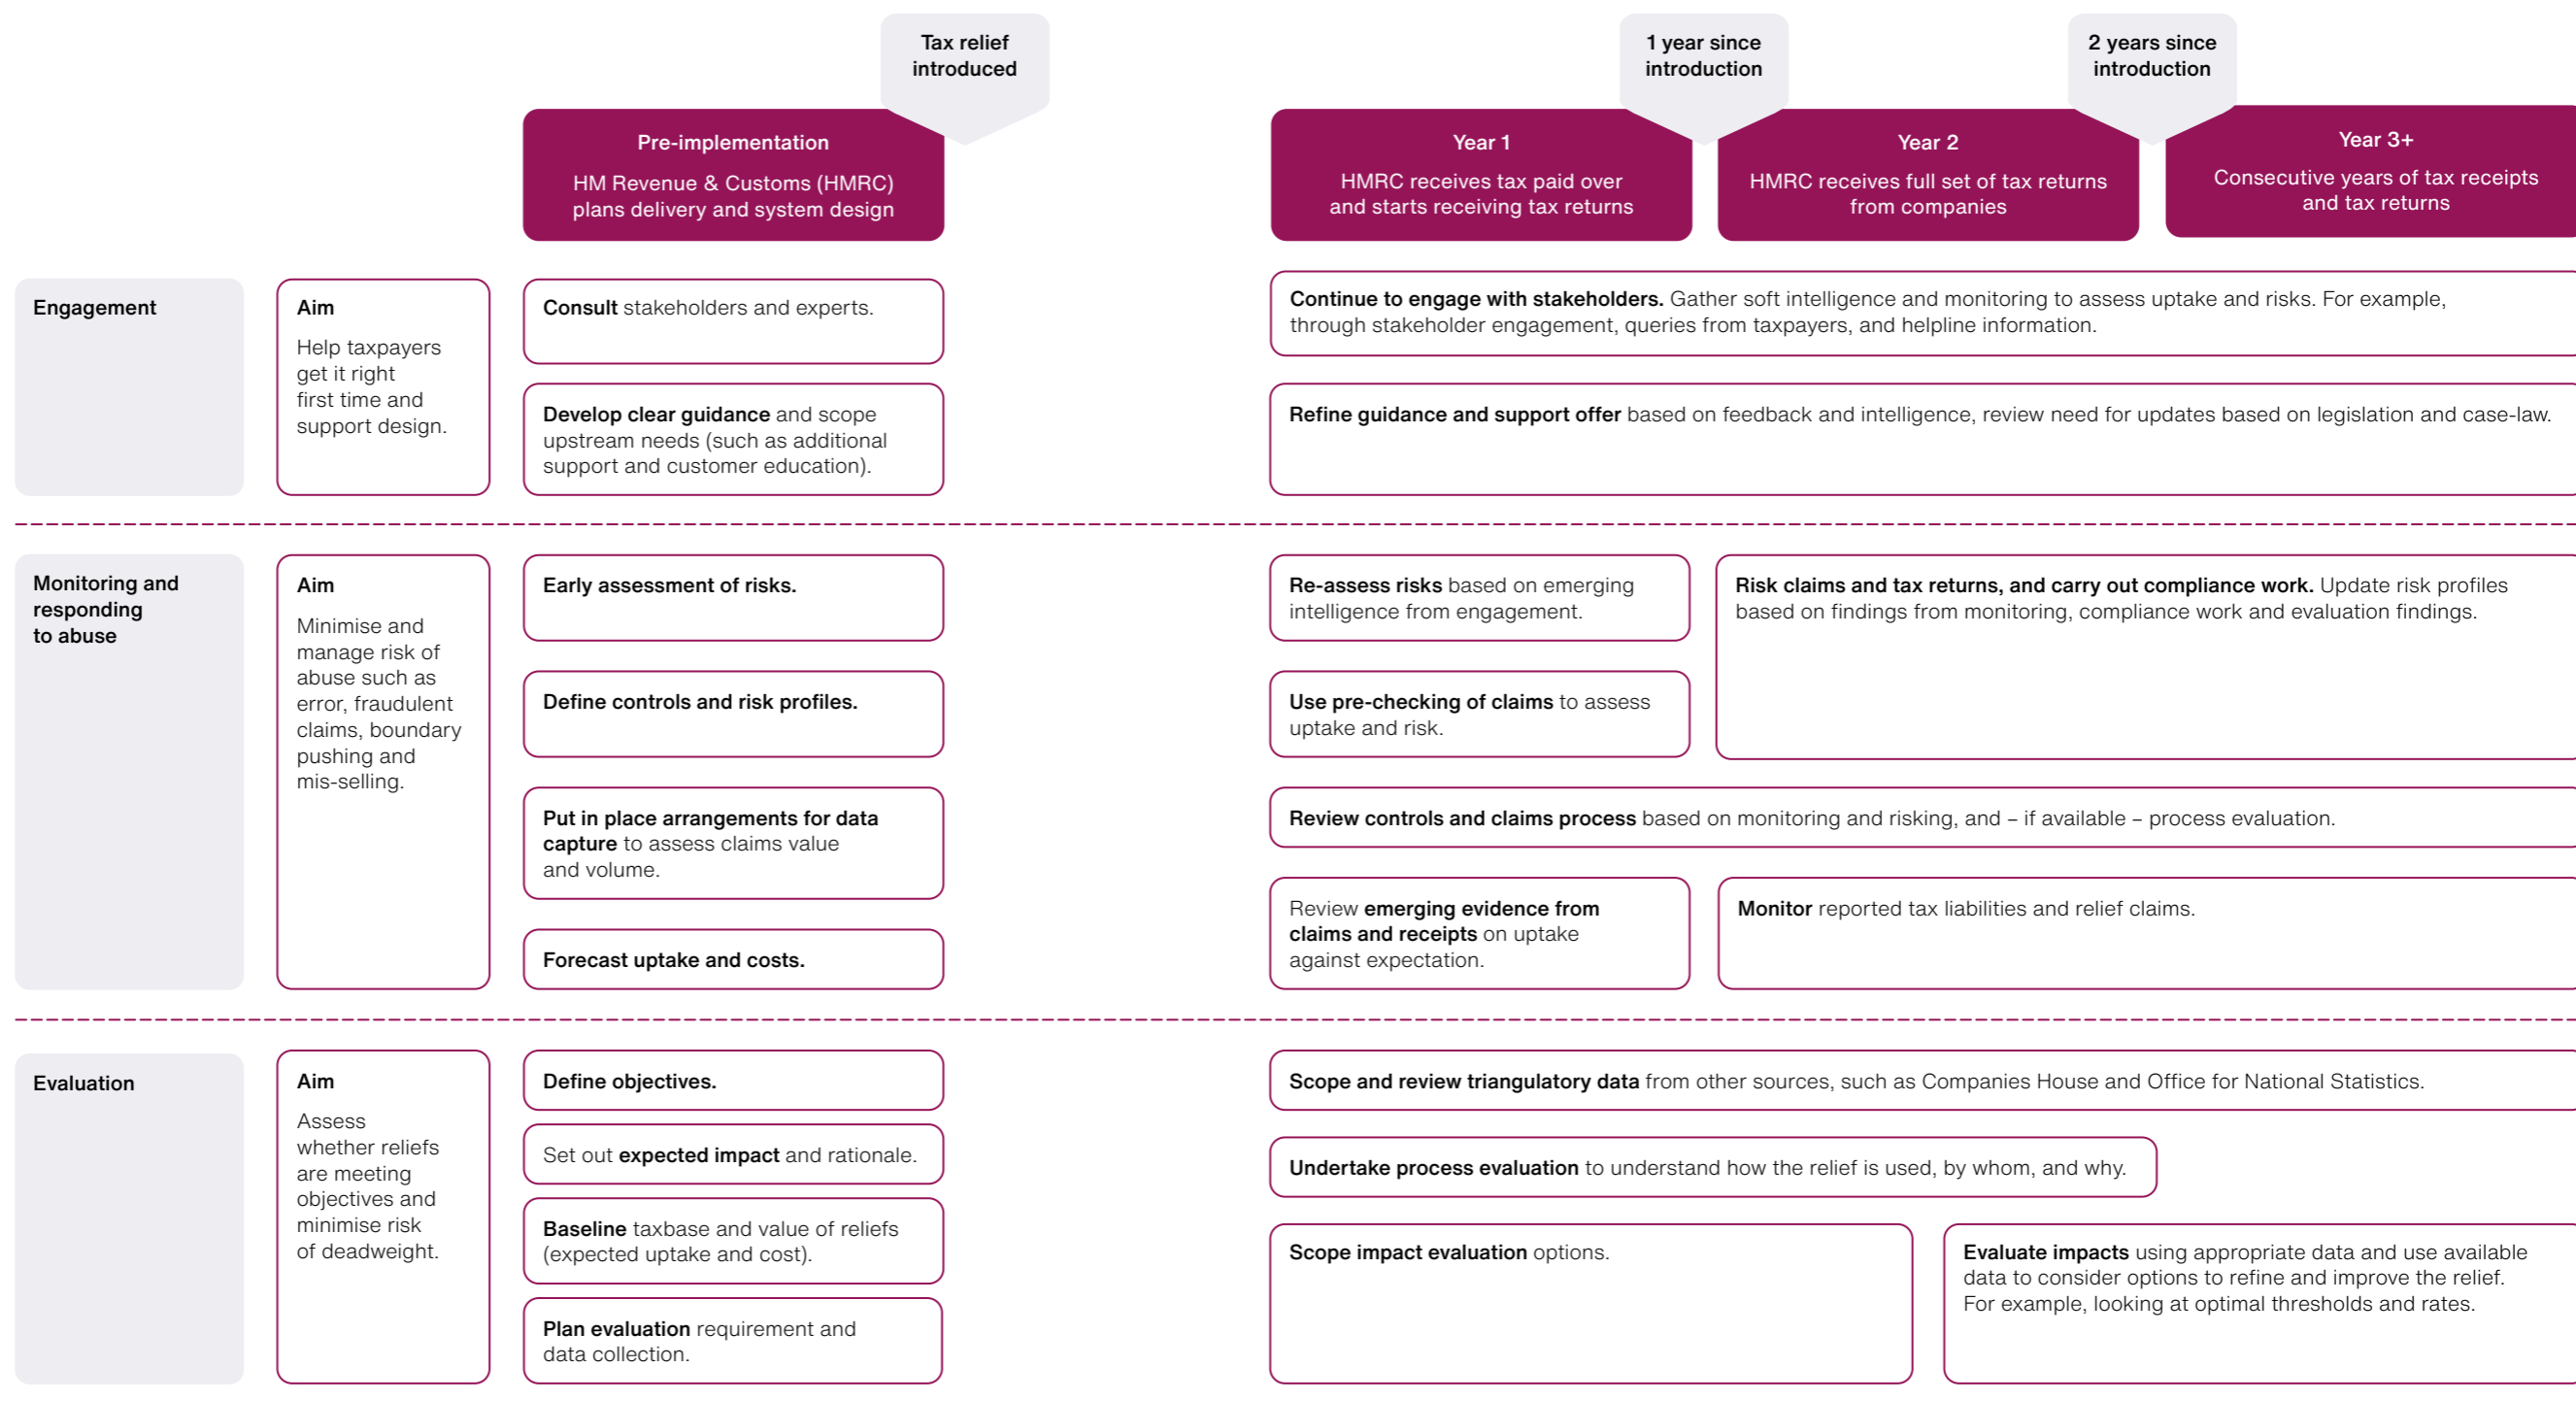 Tax relief
introduced
1 year since
introduction
2 years since
introduction
Pre-implementation
HM Revenue & Customs (HMRC)
plans delivery and system design
Year 1
HMRC receives tax paid over
and starts receiving tax returns
Year 2
HMRC receives full set of tax returns
from companies
Year 3+
Consecutive years of tax receipts
and tax returns
Engagement
Aim
Help taxpayers
get it right
first time and
support design.
Consult stakeholders and experts.
Develop clear guidance and scope
upstream needs (such as additional
support and customer education).
Continue to engage with stakeholders. Gather soft intelligence and monitoring to assess uptake and risks. For example,
through stakeholder engagement, queries from taxpayers, and helpline information.
Refine guidance and support offer based on feedback and intelligence, review need for updates based on legislation and case-law.
Monitoring and
responding
to abuse
Aim
Minimise and
manage risk of
abuse such as
error, fraudulent
claims, boundary
pushing and
mis-selling.
Early assessment of risks.
Define controls and risk profiles.
Put in place arrangements for data
capture to assess claims value
and volume.
Forecast uptake and costs.
Re-assess risks based on emerging
intelligence from engagement.
Risk claims and tax returns, and carry out compliance work. Update risk profiles
based on findings from monitoring, compliance work and evaluation findings.
Use pre-checking of claims to assess
uptake and risk.
Review controls and claims process based on monitoring and risking, and – if available – process evaluation.
Review emerging evidence from
claims and receipts on uptake
against expectation.
Monitor reported tax liabilities and relief claims.
Evaluation
Aim
Assess
whether reliefs
are meeting
objectives and
minimise risk
of deadweight.
Define objectives.
Set out expected impact and rationale.
Baseline taxbase and value of reliefs
(expected uptake and cost).
Plan evaluation requirement and
data collection.
Scope and review triangulatory data from other sources, such as Companies House and Office for National Statistics.
Undertake process evaluation to understand how the relief is used, by whom, and why.
Scope impact evaluation options.
Evaluate impacts using appropriate data and use available
data to consider options to refine and improve the relief.
For example, looking at optimal thresholds and rates.